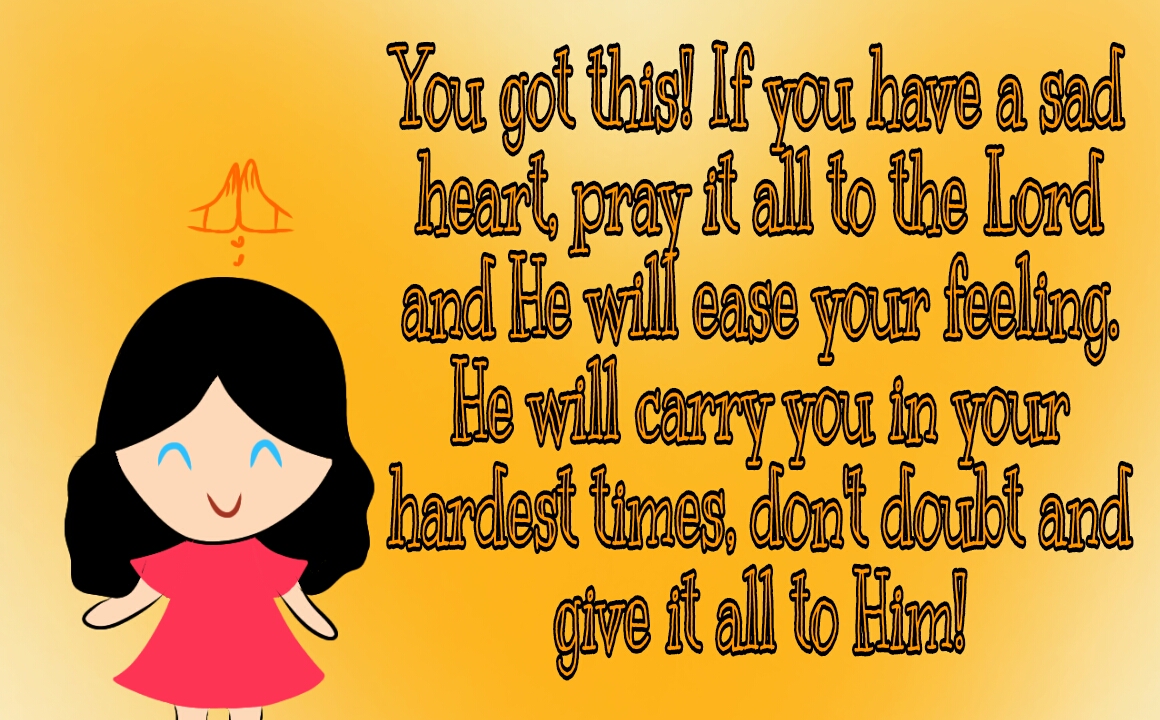 You got this! If you have a sad
heart, pray it all to the Lord
and He will ease your feeling.
He will carry you in your
hardest times, don't doubt and
give it all to Him!